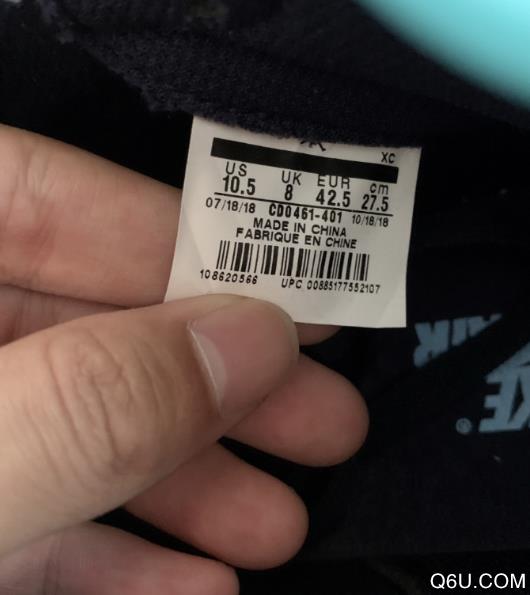 XC
US UK EUR cm
10.5 8 42.5 27.5
07/18/18 CD0461-401 10/18/18
MADE IN CHINA
FABRIQUE EN CHINE
108620566 UPC 00885177552107
AIR
®
Q6U.COM